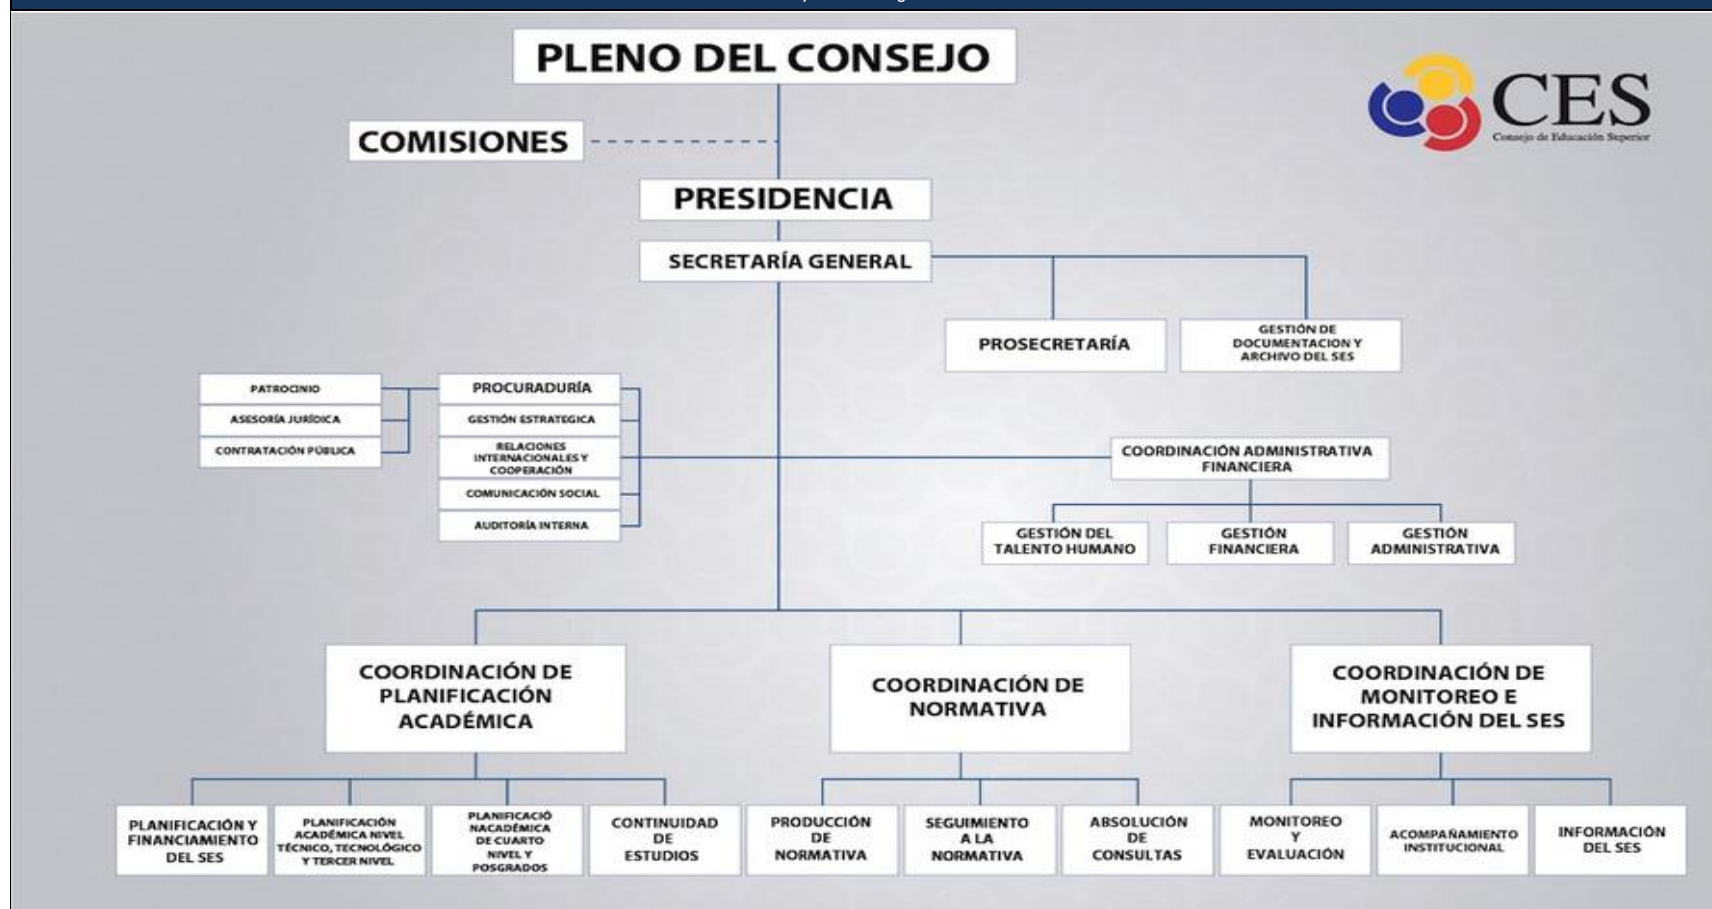 PLENO DEL CONSEJO
CES
Consejo de Educación Superior
COMISIONES
PRESIDENCIA
SECRETARÍA GENERAL
PROSECRETARÍA
GESTIÓN DE
DOCUMENTACION Y
ARCHIVO DEL SES
PATROCINIO
ASESORÍA JURÍDICA
CONTRATACIÓN PÚBLICA
PROCURADURÍA
GESTIÓN ESTRATEGICA
RELACIONES
INTERNACIONALES Y
COOPERACIÓN
COMUNICACIÓN SOCIAL
AUDITORÍA INTERNA
COORDINACIÓN ADMINISTRATIVA
FINANCIERA
GESTIÓN DEL
TALENTO HUMANO
GESTIÓN
FINANCIERA
GESTIÓN
ADMINISTRATIVA
COORDINACIÓN DE
PLANIFICACIÓN
ACADÉMICA
COORDINACIÓN DE
NORMATIVA
COORDINACIÓN DE
MONITOREO E
INFORMACIÓN DEL SES
PLANIFICACIÓN Y
FINANCIAMIENTO
DEL SES
PLANIFICACIÓN
ACADÉMICA NIVEL
TÉCNICO, TECNOLÓGICO
Y TERCER NIVEL
PLANIFICACIÓ
NACADÉMICA
DE CUARTO
NIVEL Y
POSGRADOS
CONTINUIDAD
DE
ESTUDIOS
PRODUCCIÓN
DE
NORMATIVA
SEGUIMIENTO
A LA
NORMATIVA
ABSOLUCIÓN
DE
CONSULTAS
MONITOREO
Y
EVALUACIÓN
ACOMPAÑAMIENTO
INSTITUCIONAL
INFORMACIÓN
DEL SES